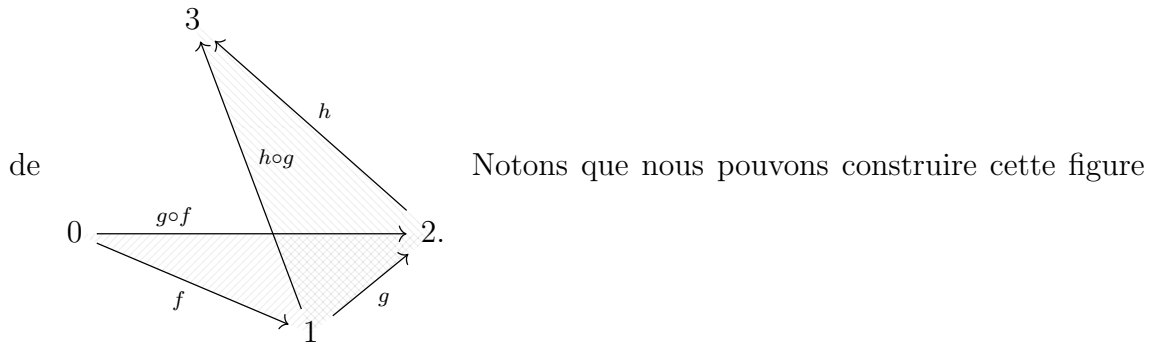 3
h
h∘g
de
Notons que nous pouvons construire cette figure
g∘f
0
2.
f
g
1